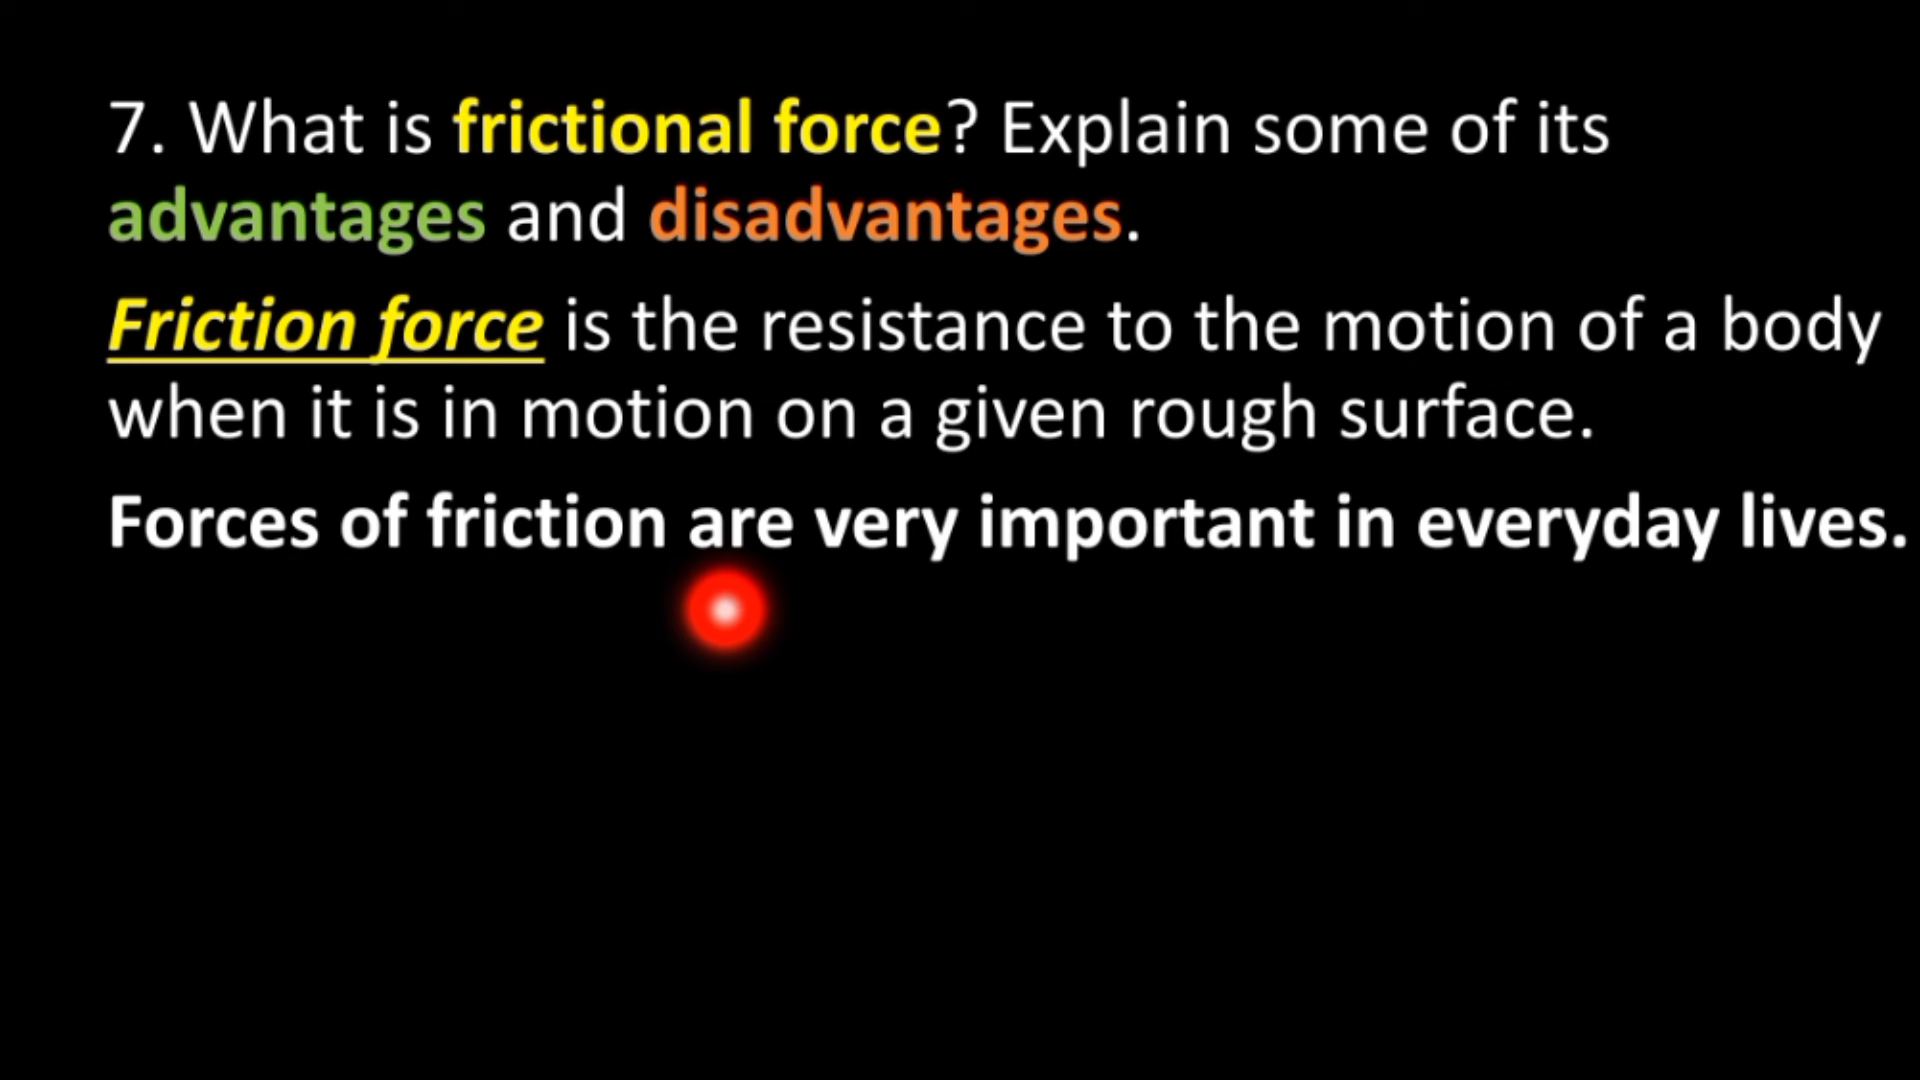 7. What is frictional force? Explain some of its
advantages and disadvantages.
Friction force is the resistance to the motion of a body
when it is in motion on a given rough surface.
Forces of friction are very important in everyday lives.